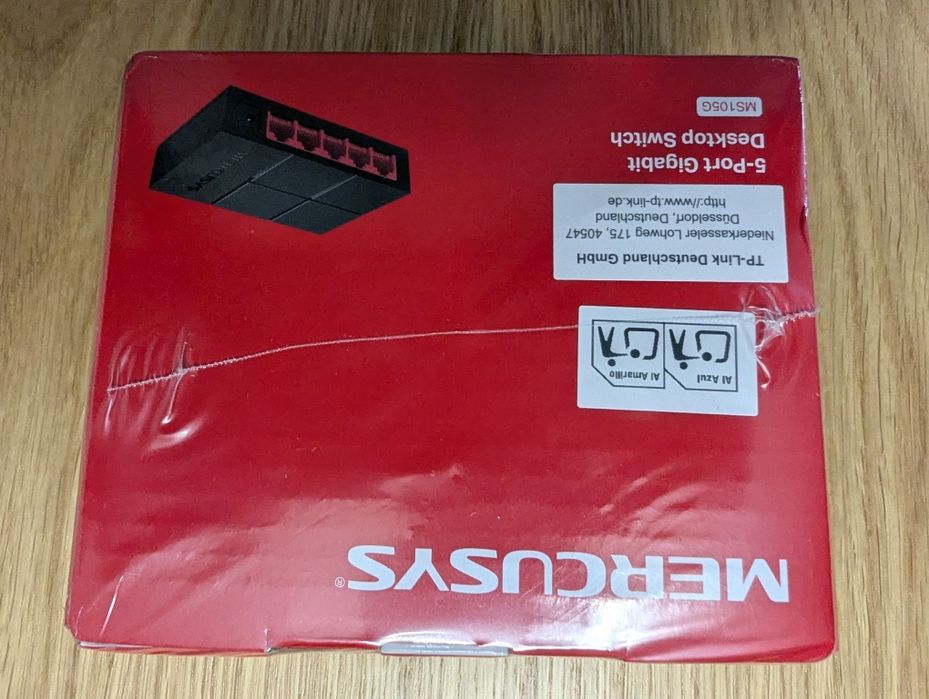 MERCUSYS®
Al Azul
Al Amarillo
TP-Link Deutschland GmbH
Niederkasseler Lohweg 175, 40547
Düsseldorf, Deutschland
http://www.tp-link.de
5-Port Gigabit
Desktop Switch
MS105G
MERCUSYS